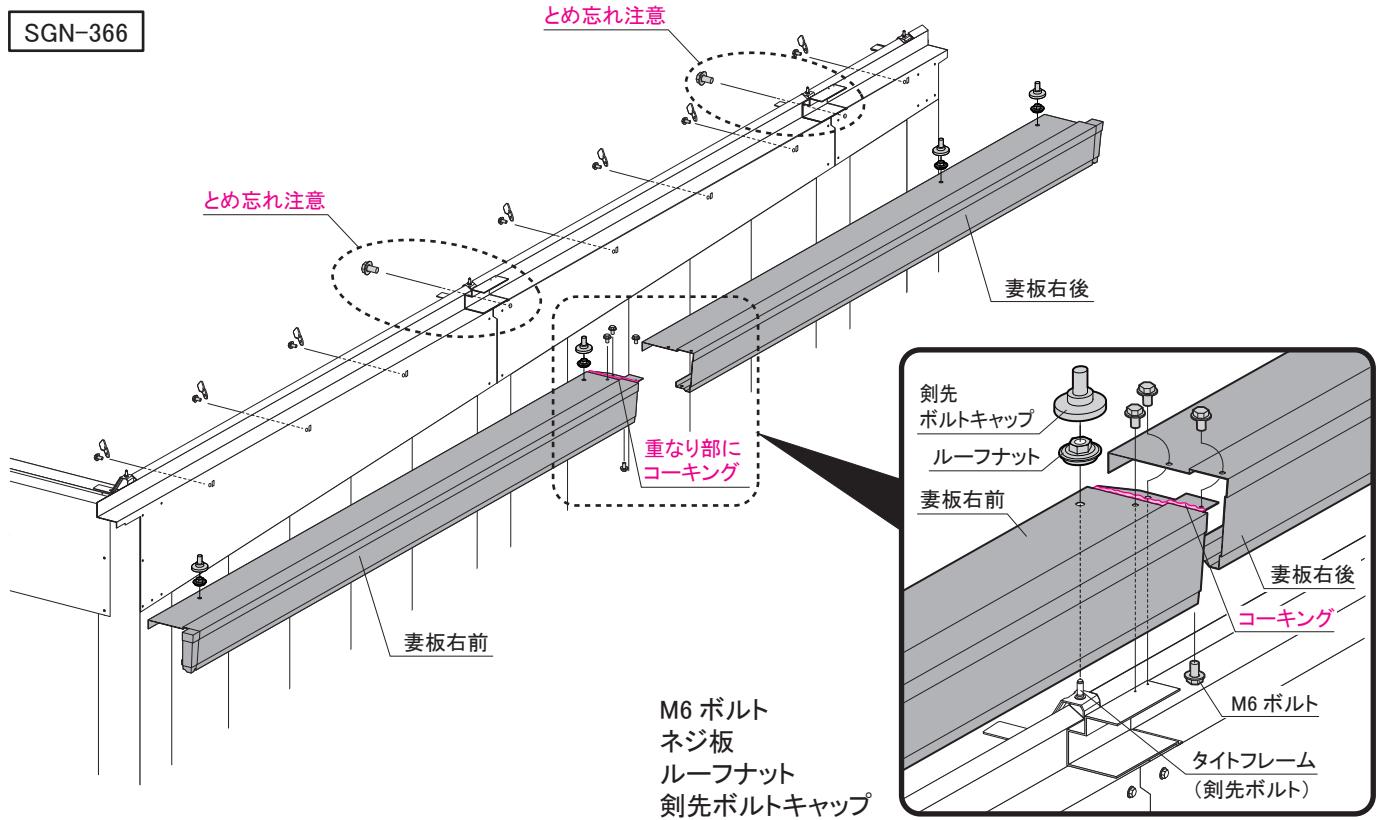 SGN-366
とめ忘れ注意
とめ忘れ注意
妻板右後
重なり部に
コーキング
妻板右前
剣先
ボルトキャップ
ルーフナット
妻板右前
妻板右後
コーキング
M6 ボルト
タイトフレーム
（剣先ボルト）
M6 ボルト
ネジ板
ルーフナット
剣先ボルトキャップ